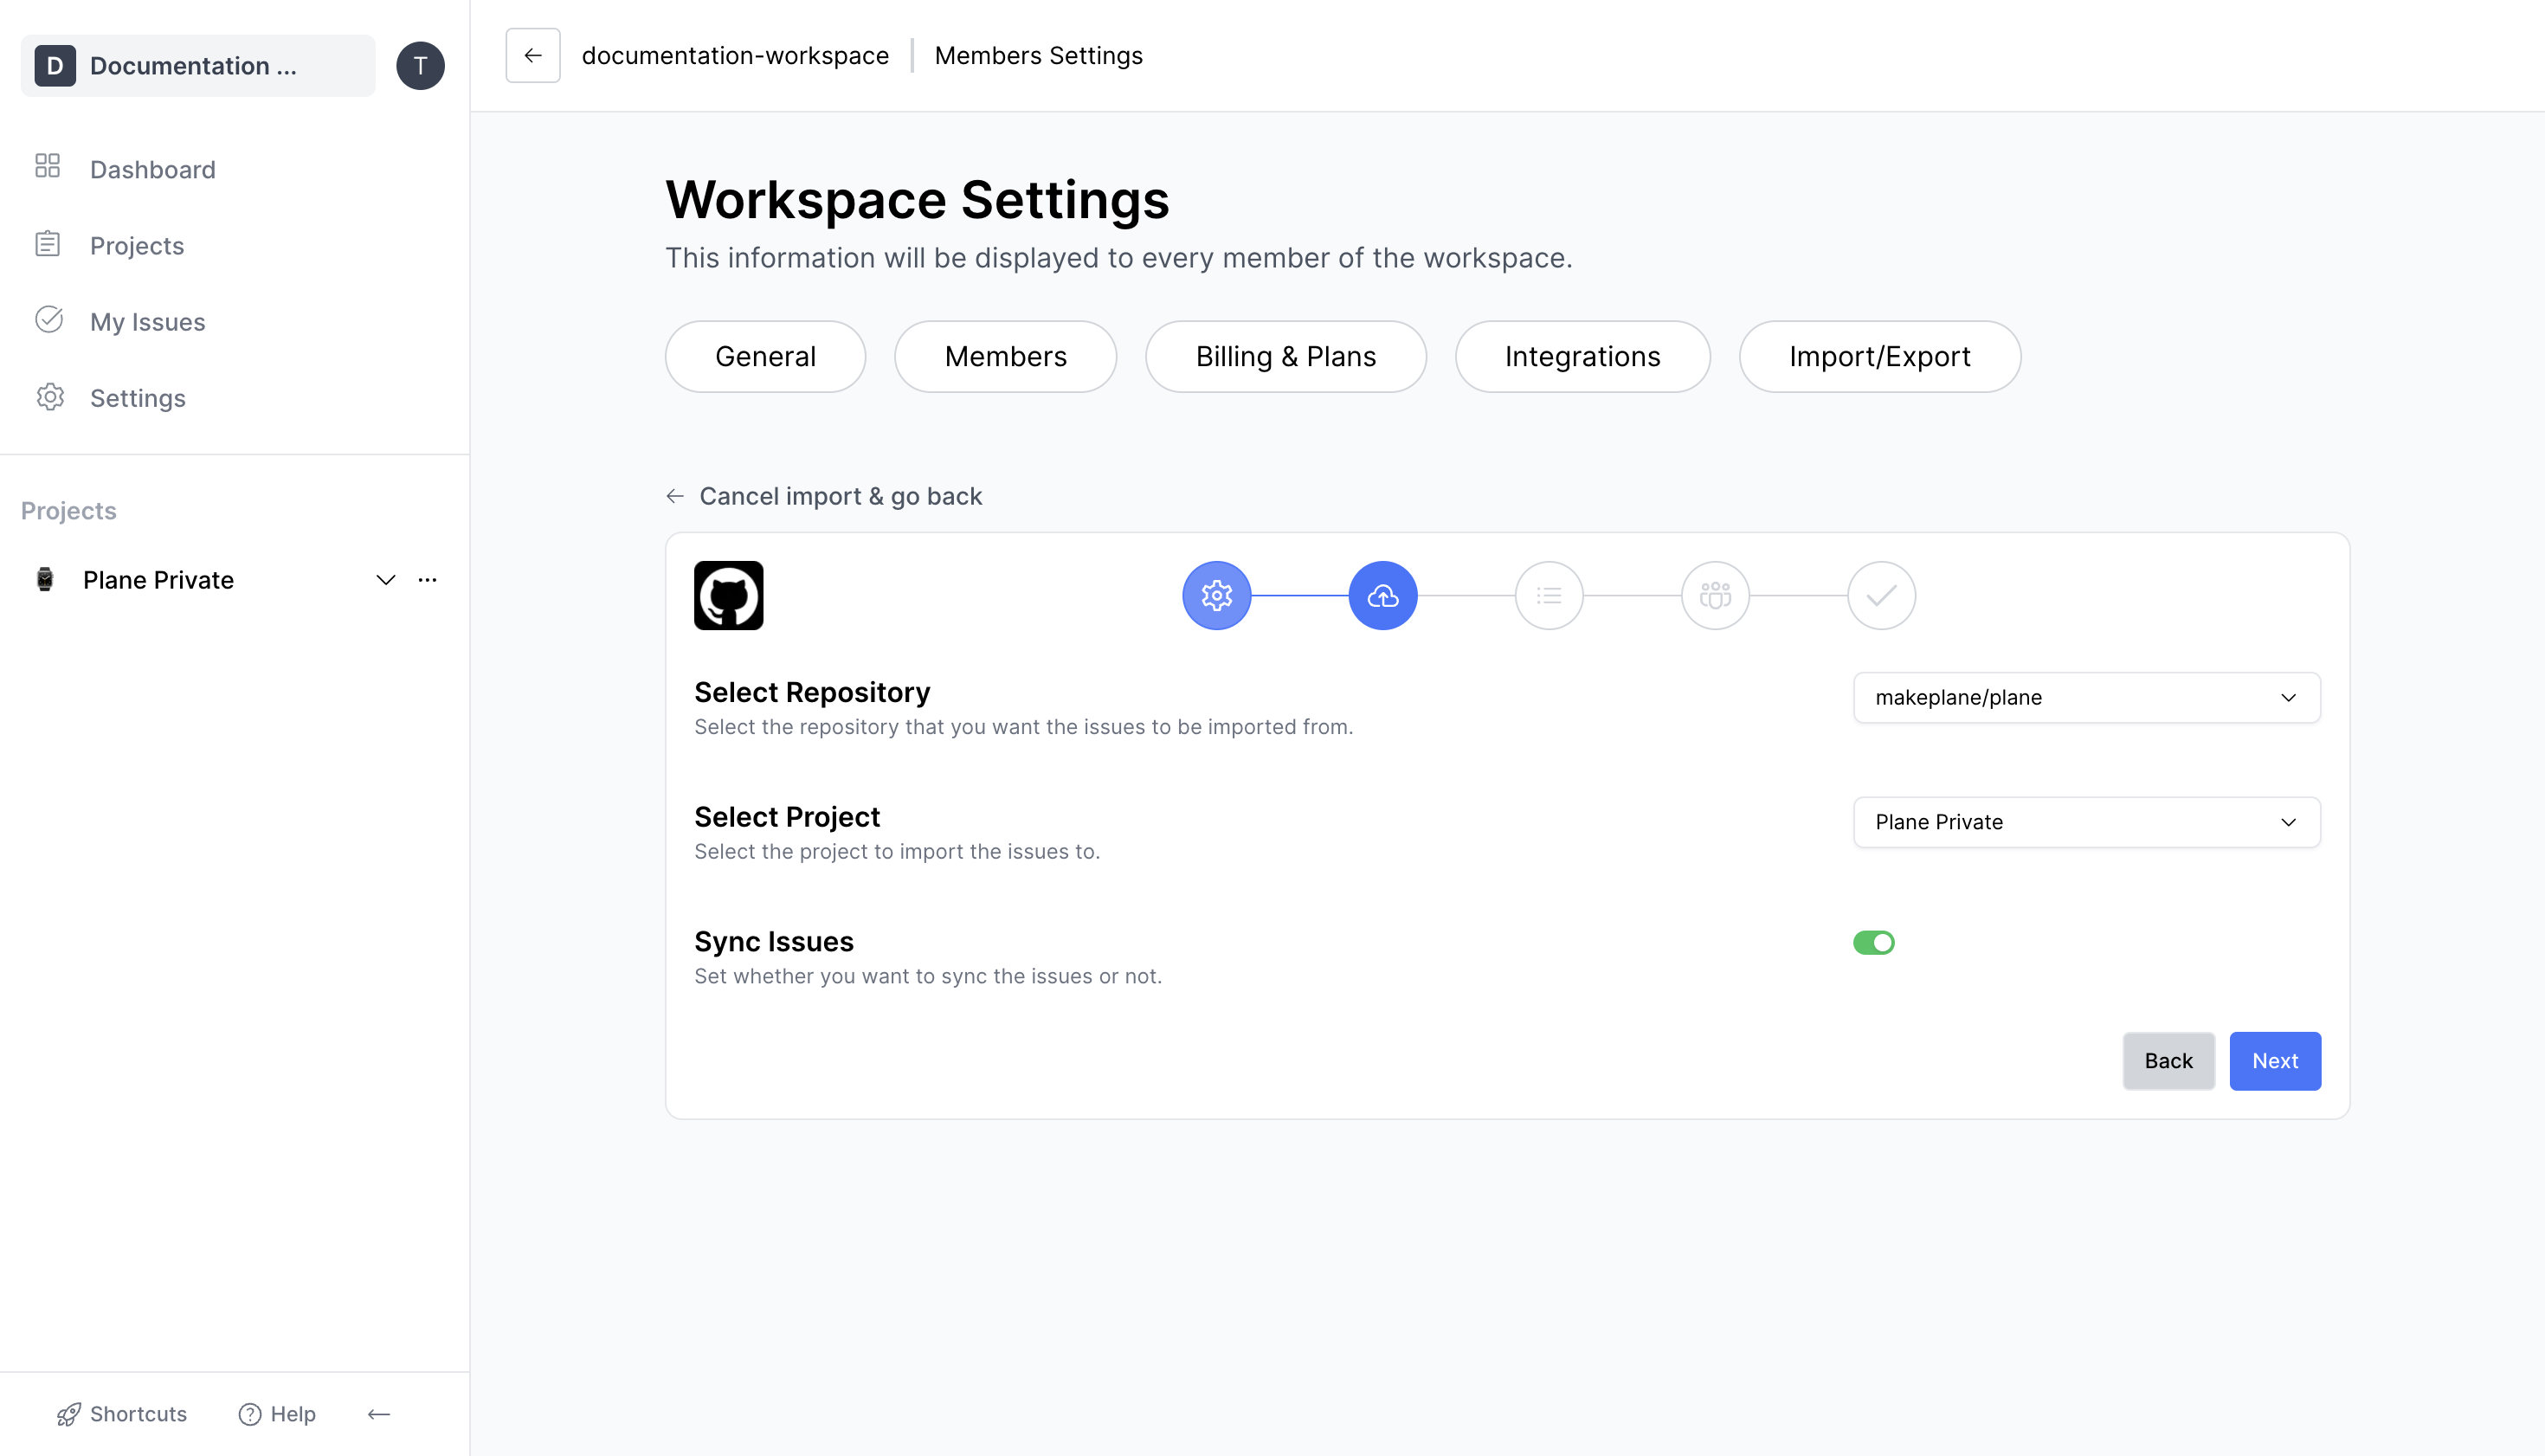 D Documentation ... T
Dashboard
Projects
My Issues
Settings
Projects
Plane Private
Shortcuts Help
documentation-workspace Members Settings
Workspace Settings
This information will be displayed to every member of the workspace.
General Members Billing & Plans Integrations Import/Export
Cancel import & go back
Select Repository
Select the repository that you want the issues to be imported from.
makeplane/plane
Select Project
Select the project to import the issues to.
Plane Private
Sync Issues
Set whether you want to sync the issues or not.
Back Next